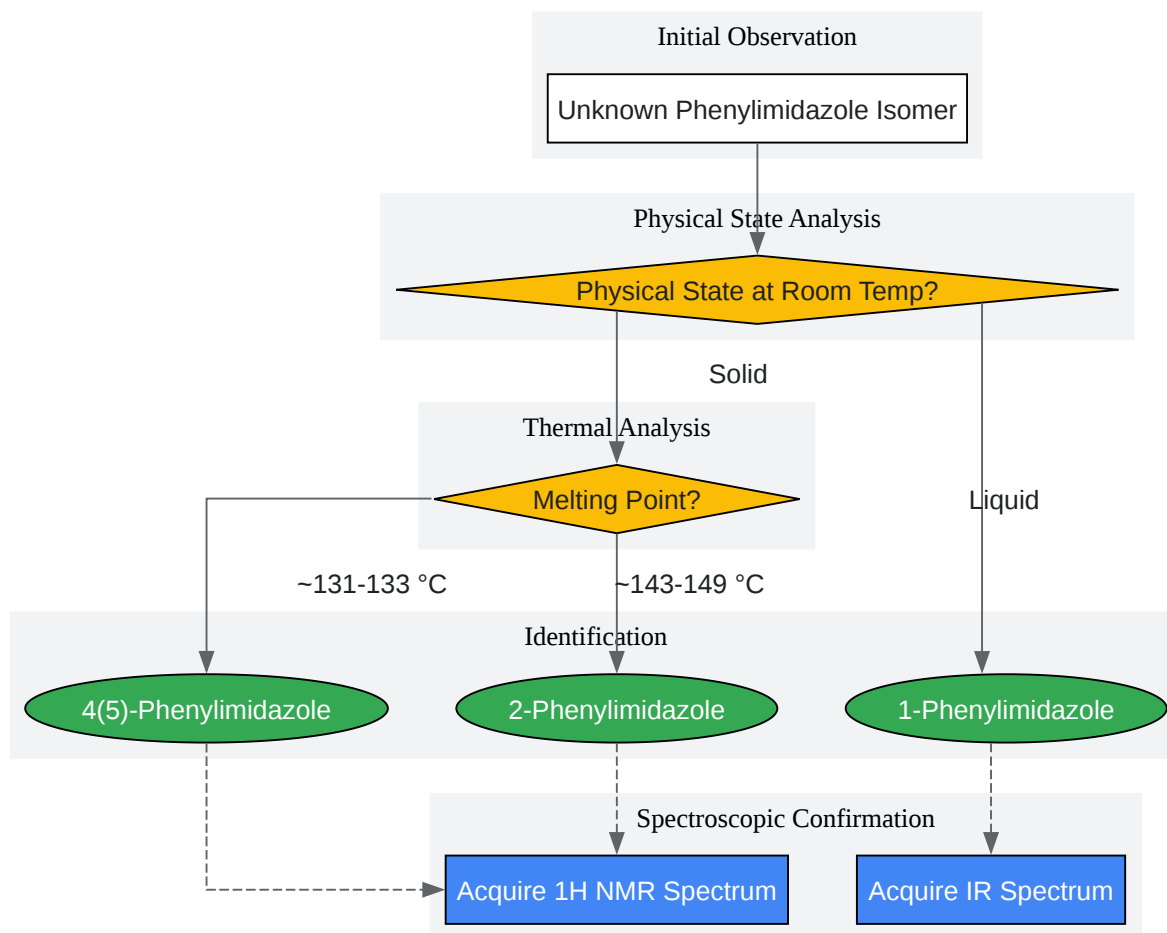 Initial Observation
Unknown Phenylimidazole Isomer
Physical State Analysis
Physical State at Room Temp?
Solid
Thermal Analysis
Melting Point?
Liquid
~131-133 °C
~143-149 °C
Identification
4(5)-Phenylimidazole
2-Phenylimidazole
1-Phenylimidazole
Spectroscopic Confirmation
Acquire 1H NMR Spectrum
Acquire IR Spectrum